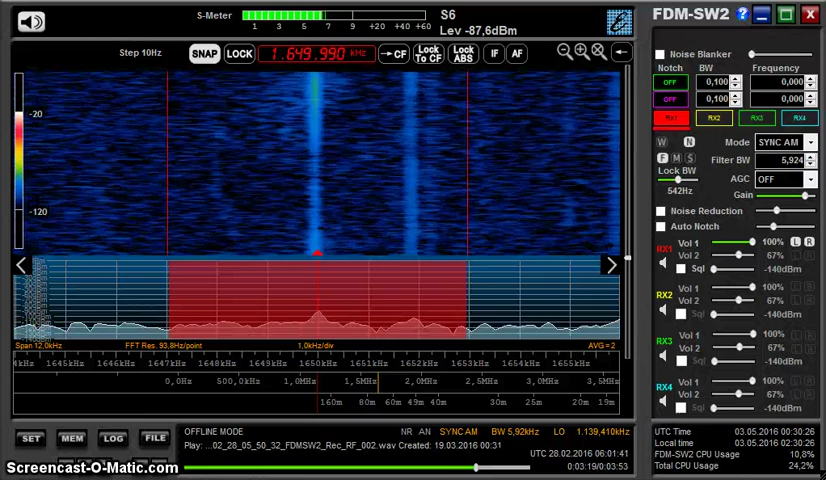 S-Meter
1 3 5 7 9 +20 +40 +60
S6
Lev -87,6dBm
FDM-SW2
Step 10Hz
SNAP
LOCK
1.649.990 kHz
→CF
Lock To CF
Lock ABS
IF
AF
-20
-120
Span 12,0kHz
FFT Res. 93,8Hz/point
1,0kHz/div
AVG=2
kHz 1645kHz 1646kHz 1647kHz 1648kHz 1649kHz 1650kHz 1651kHz 1652kHz 1653kHz 1654kHz 1655kHz
0,0Hz 500,0kHz 1,0MHz 1,5MHz 2,0MHz 2,5MHz 3,0MHz 3,5MHz
160m 80m 60m 49m 40m 30m 25m 20m 19m
Noise Blanker
Notch BW Frequency
OFF 0,100 0,000
OFF 0,100 0,000
RX1 RX2 RX3 RX4
W N
Mode SYNC AM
F M S
Filter BW 5,924
Lock BW
542Hz
AGC OFF
Gain
Noise Reduction
Auto Notch
RX1
Vol 1 100% L R
Vol 2 67% L R
Sql -140dBm
RX2
Vol 1 100% L R
Vol 2 67% L R
Sql -140dBm
RX3
Vol 1 100% L R
Vol 2 67% L R
Sql -140dBm
RX4
Vol 1 100% L R
Vol 2 67% L R
Sql -140dBm
SET
MEM
LOG
FILE
OFFLINE MODE
NR AN SYNC AM BW 5,92kHz LO 1.139,410kHz
Play: ...02_28_05_50_32_FDMSW2_Rec_RF_002.wav Created: 19.03.2016 00:31
UTC 28.02.2016 06:01:41
0:03:19/0:03:53
UTC Time 03.05.2016 00:30:26
Local time 03.05.2016 02:30:26
FDM-SW2 CPU Usage 10,8%
Total CPU Usage 24,2%
Screencast-O-Matic.com